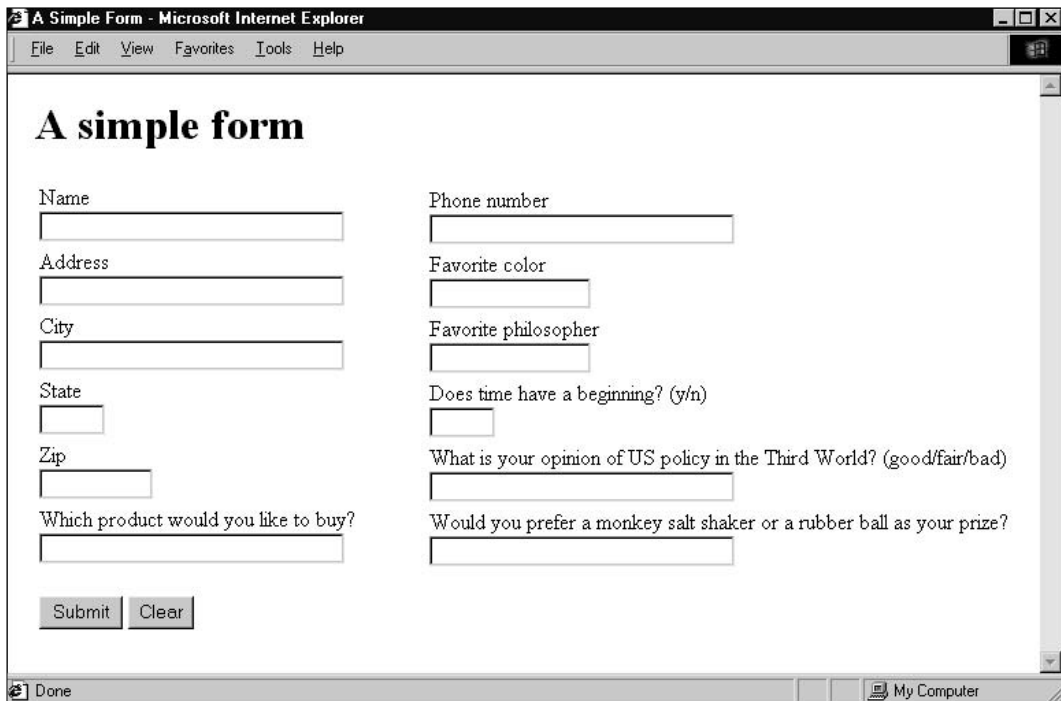 A Simple Form - Microsoft Internet Explorer
File Edit View Favorites Tools Help
A simple form
Name
Address
City
State
Zip
Which product would you like to buy?
Phone number
Favorite color
Favorite philosopher
Does time have a beginning? (y/n)
What is your opinion of US policy in the Third World? (good/fair/bad)
Would you prefer a monkey salt shaker or a rubber ball as your prize?
Submit Clear
Done
My Computer